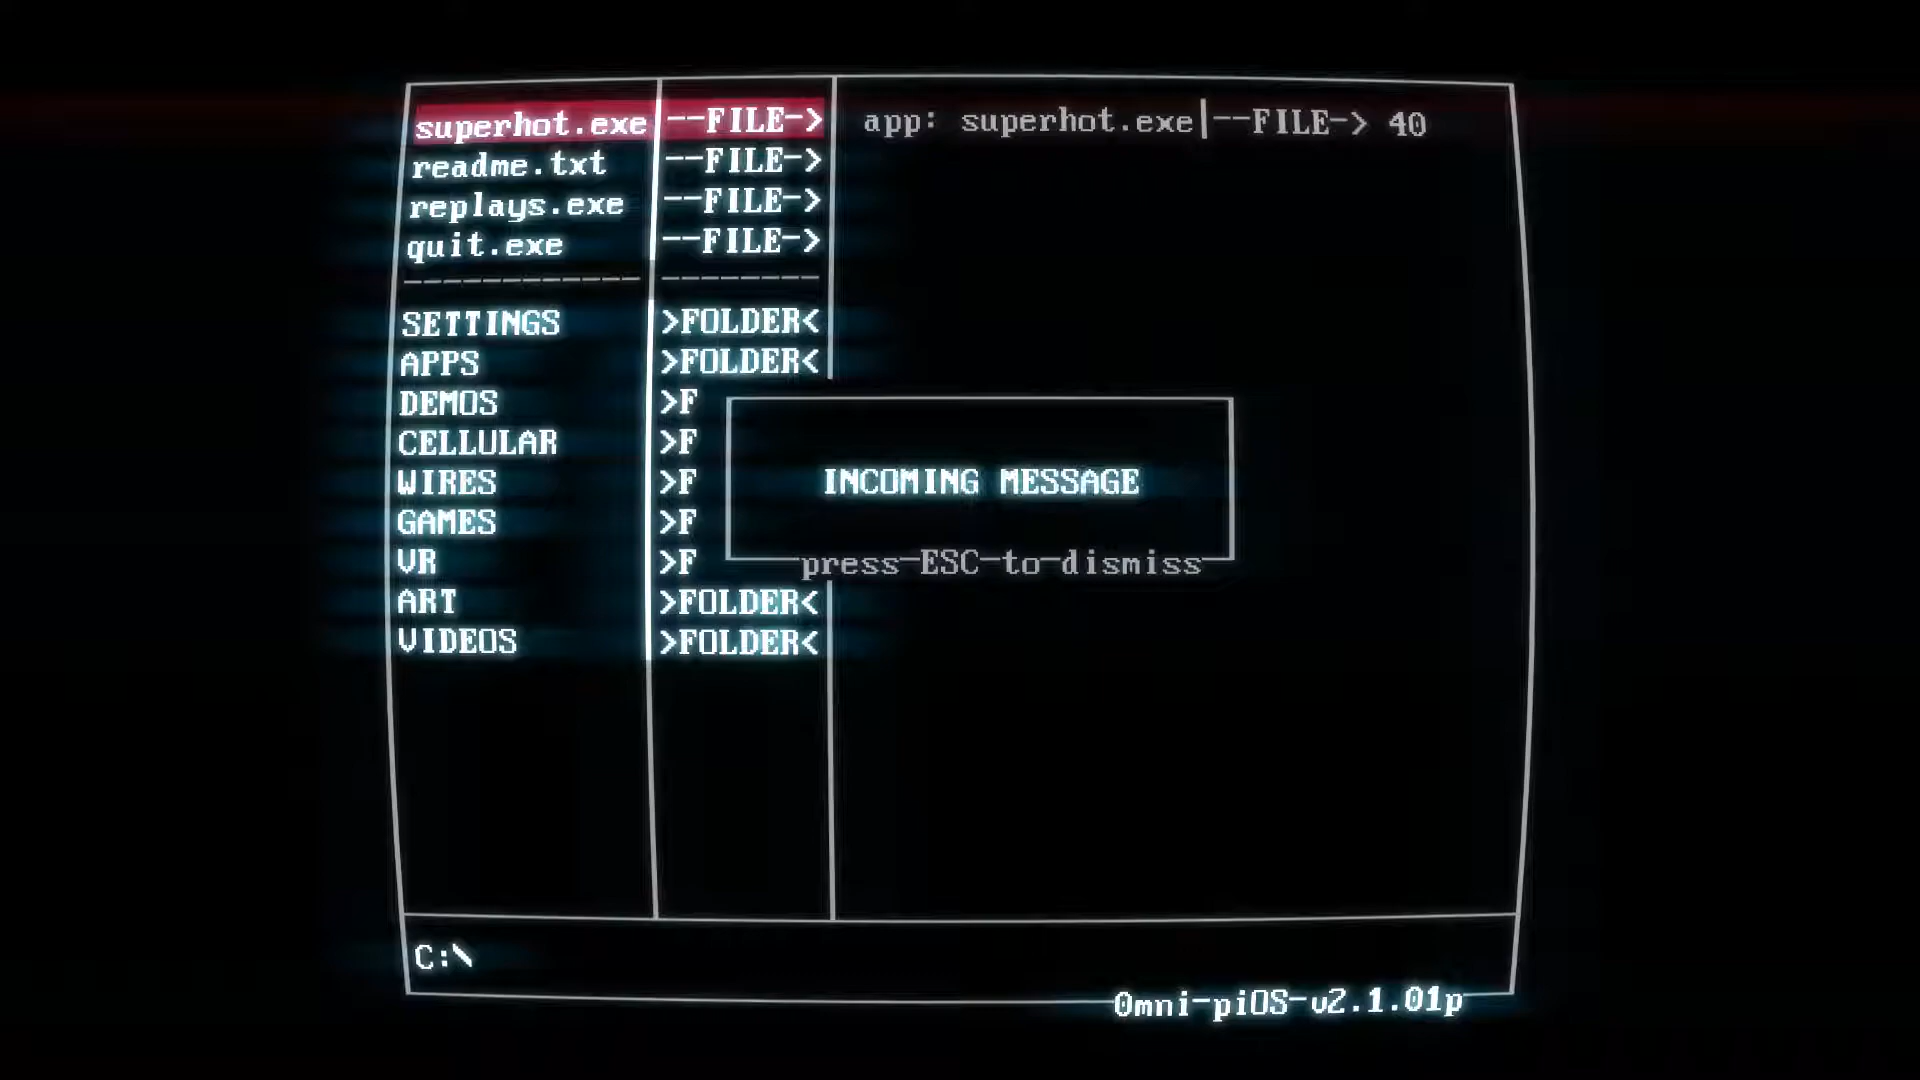 superhot.exe --FILE-> app: superhot.exe|--FILE-> 40
readme.txt --FILE->
replays.exe --FILE->
quit.exe --FILE->
------------ --------
SETTINGS >FOLDER<
APPS >FOLDER<
DEMOS >F
CELLULAR >F
WIRES >F INCOMING MESSAGE
GAMES >F
VR >F press-ESC-to-dismiss
ART >FOLDER<
VIDEOS >FOLDER<
C:\
0mni-piOS-v2.1.01p